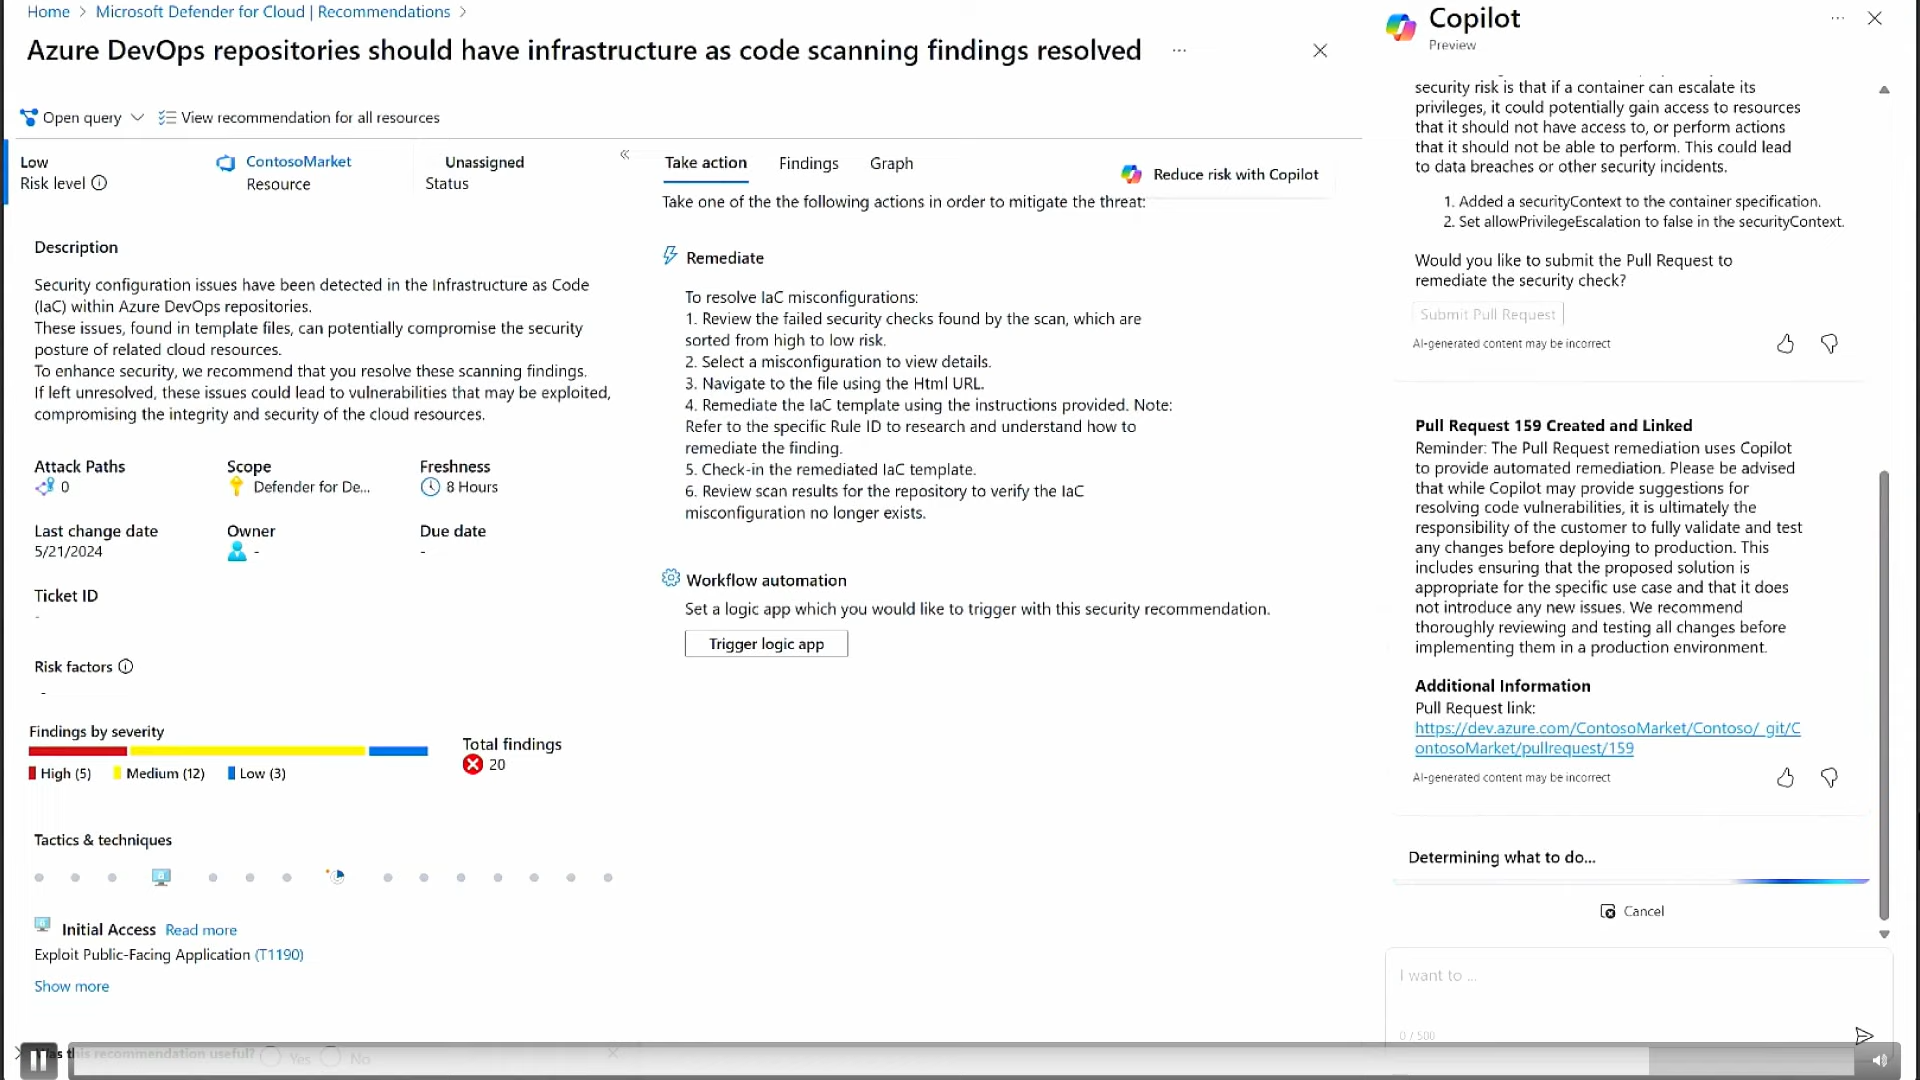 Home > Microsoft Defender for Cloud | Recommendations >
Azure DevOps repositories should have infrastructure as code scanning findings resolved ...
Open query
View recommendation for all resources
Low
Risk level
ContosoMarket
Resource
Unassigned
Status
Description
Security configuration issues have been detected in the Infrastructure as Code
(IaC) within Azure DevOps repositories.
These issues, found in template files, can potentially compromise the security
posture of related cloud resources.
To enhance security, we recommend that you resolve these scanning findings.
If left unresolved, these issues could lead to vulnerabilities that may be exploited,
compromising the integrity and security of the cloud resources.
Attack Paths
0
Scope
Defender for De...
Freshness
8 Hours
Last change date
5/21/2024
Owner
-
Due date
-
Ticket ID
-
Risk factors
-
Findings by severity
High (5)
Medium (12)
Low (3)
Total findings
20
Tactics & techniques
Initial Access Read more
Exploit Public-Facing Application (T1190)
Show more
Was this recommendation useful? Yes No
Take action
Findings
Graph
Reduce risk with Copilot
Take one of the the following actions in order to mitigate the threat:
Remediate
To resolve IaC misconfigurations:
1. Review the failed security checks found by the scan, which are
sorted from high to low risk.
2. Select a misconfiguration to view details.
3. Navigate to the file using the Html URL.
4. Remediate the IaC template using the instructions provided. Note:
Refer to the specific Rule ID to research and understand how to
remediate the finding.
5. Check-in the remediated IaC template.
6. Review scan results for the repository to verify the IaC
misconfiguration no longer exists.
Workflow automation
Set a logic app which you would like to trigger with this security recommendation.
Trigger logic app
Copilot
Preview
security risk is that if a container can escalate its
privileges, it could potentially gain access to resources
that it should not have access to, or perform actions
that it should not be able to perform. This could lead
to data breaches or other security incidents.
1. Added a securityContext to the container specification.
2. Set allowPrivilegeEscalation to false in the securityContext.
Would you like to submit the Pull Request to
remediate the security check?
Submit Pull Request
AI-generated content may be incorrect
Pull Request 159 Created and Linked
Reminder: The Pull Request remediation uses Copilot
to provide automated remediation. Please be advised
that while Copilot may provide suggestions for
resolving code vulnerabilities, it is ultimately the
responsibility of the customer to fully validate and test
any changes before deploying to production. This
includes ensuring that the proposed solution is
appropriate for the specific use case and that it does
not introduce any new issues. We recommend
thoroughly reviewing and testing all changes before
implementing them in a production environment.
Additional Information
Pull Request link:
https://dev.azure.com/ContosoMarket/Contoso/_git/C
ontosoMarket/pullrequest/159
AI-generated content may be incorrect
Determining what to do...
Cancel
I want to ...
0 / 500